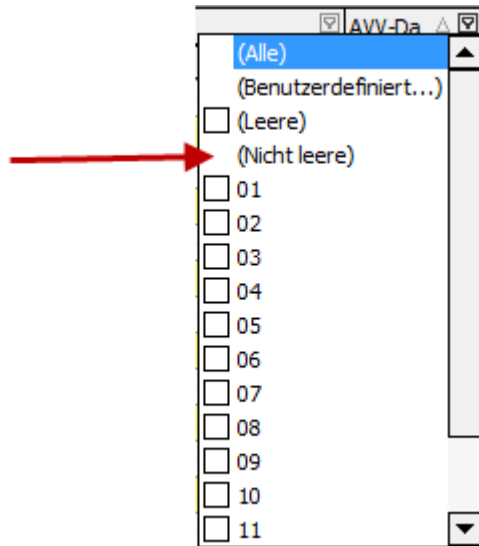 AVV-Da
(Alle)
(Benutzerdefiniert...)
(Leere)
(Nicht leere)
01
02
03
04
05
06
07
08
09
10
11